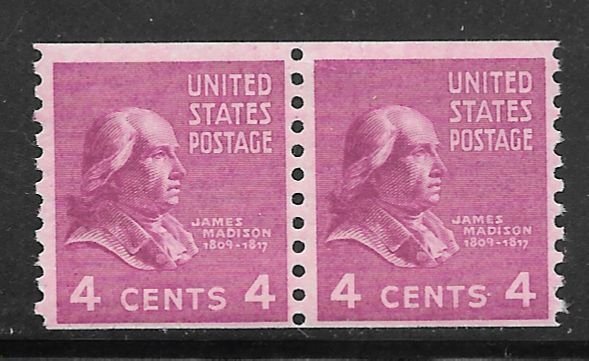 UNITED
STATES
POSTAGE
JAMES
MADISON
1809-1817
4 CENTS 4
UNITED
STATES
POSTAGE
JAMES
MADISON
1809-1817
4 CENTS 4